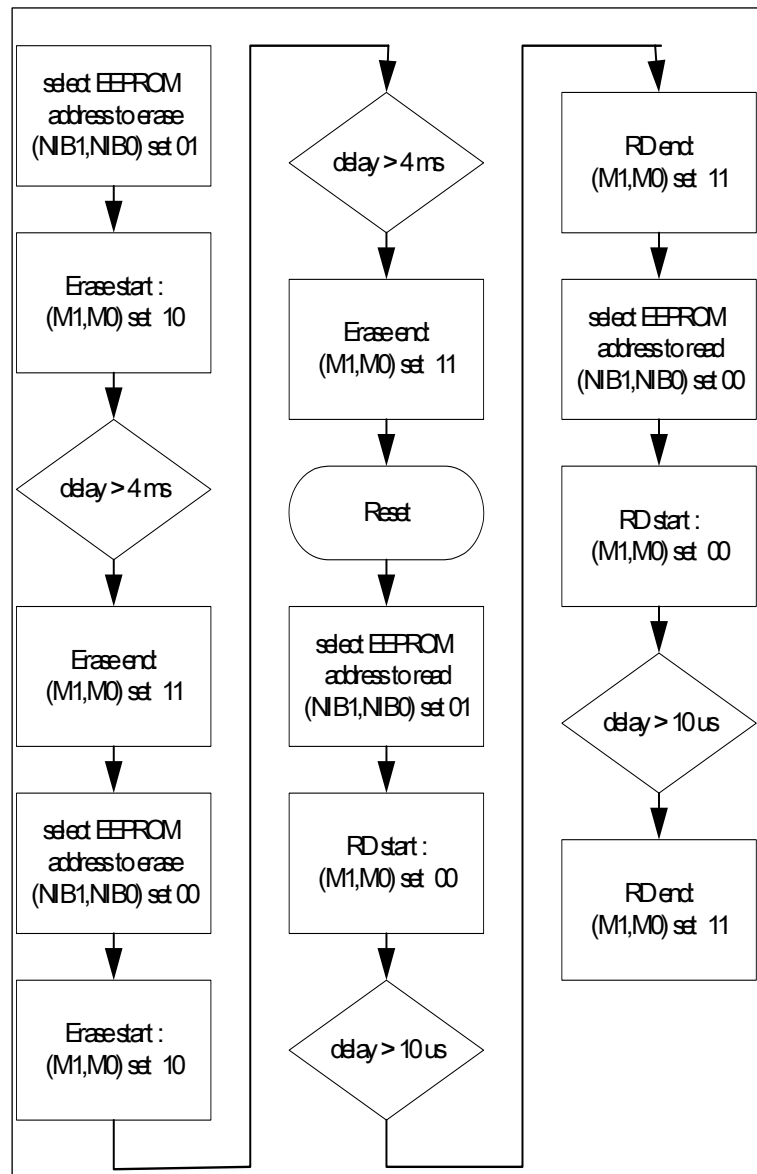 select EEPROM
address to erase
(NIB1,NIB0) set 01
Erase start :
(M1,M0) set 10
delay > 4 ms
Erase end:
(M1,M0) set 11
select EEPROM
address to erase
(NIB1,NIB0) set 00
Erase start :
(M1,M0) set 10
delay > 4 ms
Erase end:
(M1,M0) set 11
Reset
select EEPROM
address to read
(NIB1,NIB0) set 01
RD start :
(M1,M0) set 00
delay > 10 us
RD end:
(M1,M0) set 11
select EEPROM
address to read
(NIB1,NIB0) set 00
RD start :
(M1,M0) set 00
delay > 10 us
RD end:
(M1,M0) set 11